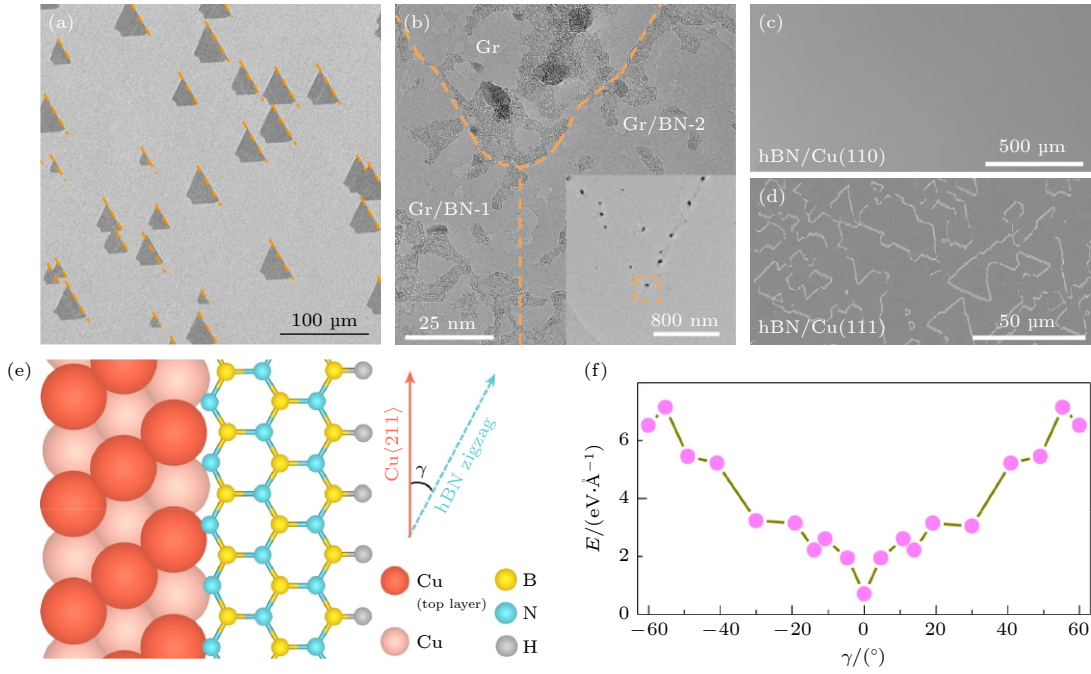 (a)
100 µm
(b)
Gr
Gr/BN-2
Gr/BN-1
25 nm
800 nm
(c)
hBN/Cu(110)
500 µm
(d)
hBN/Cu(111)
50 µm
(e)
Cu⟨211⟩
γ
hBN zigzag
Cu
(top layer)
Cu
B
N
H
(f)
E/(eV·Å⁻¹)
6
4
2
0
−60 −40 −20 0 20 40 60
γ/(°)